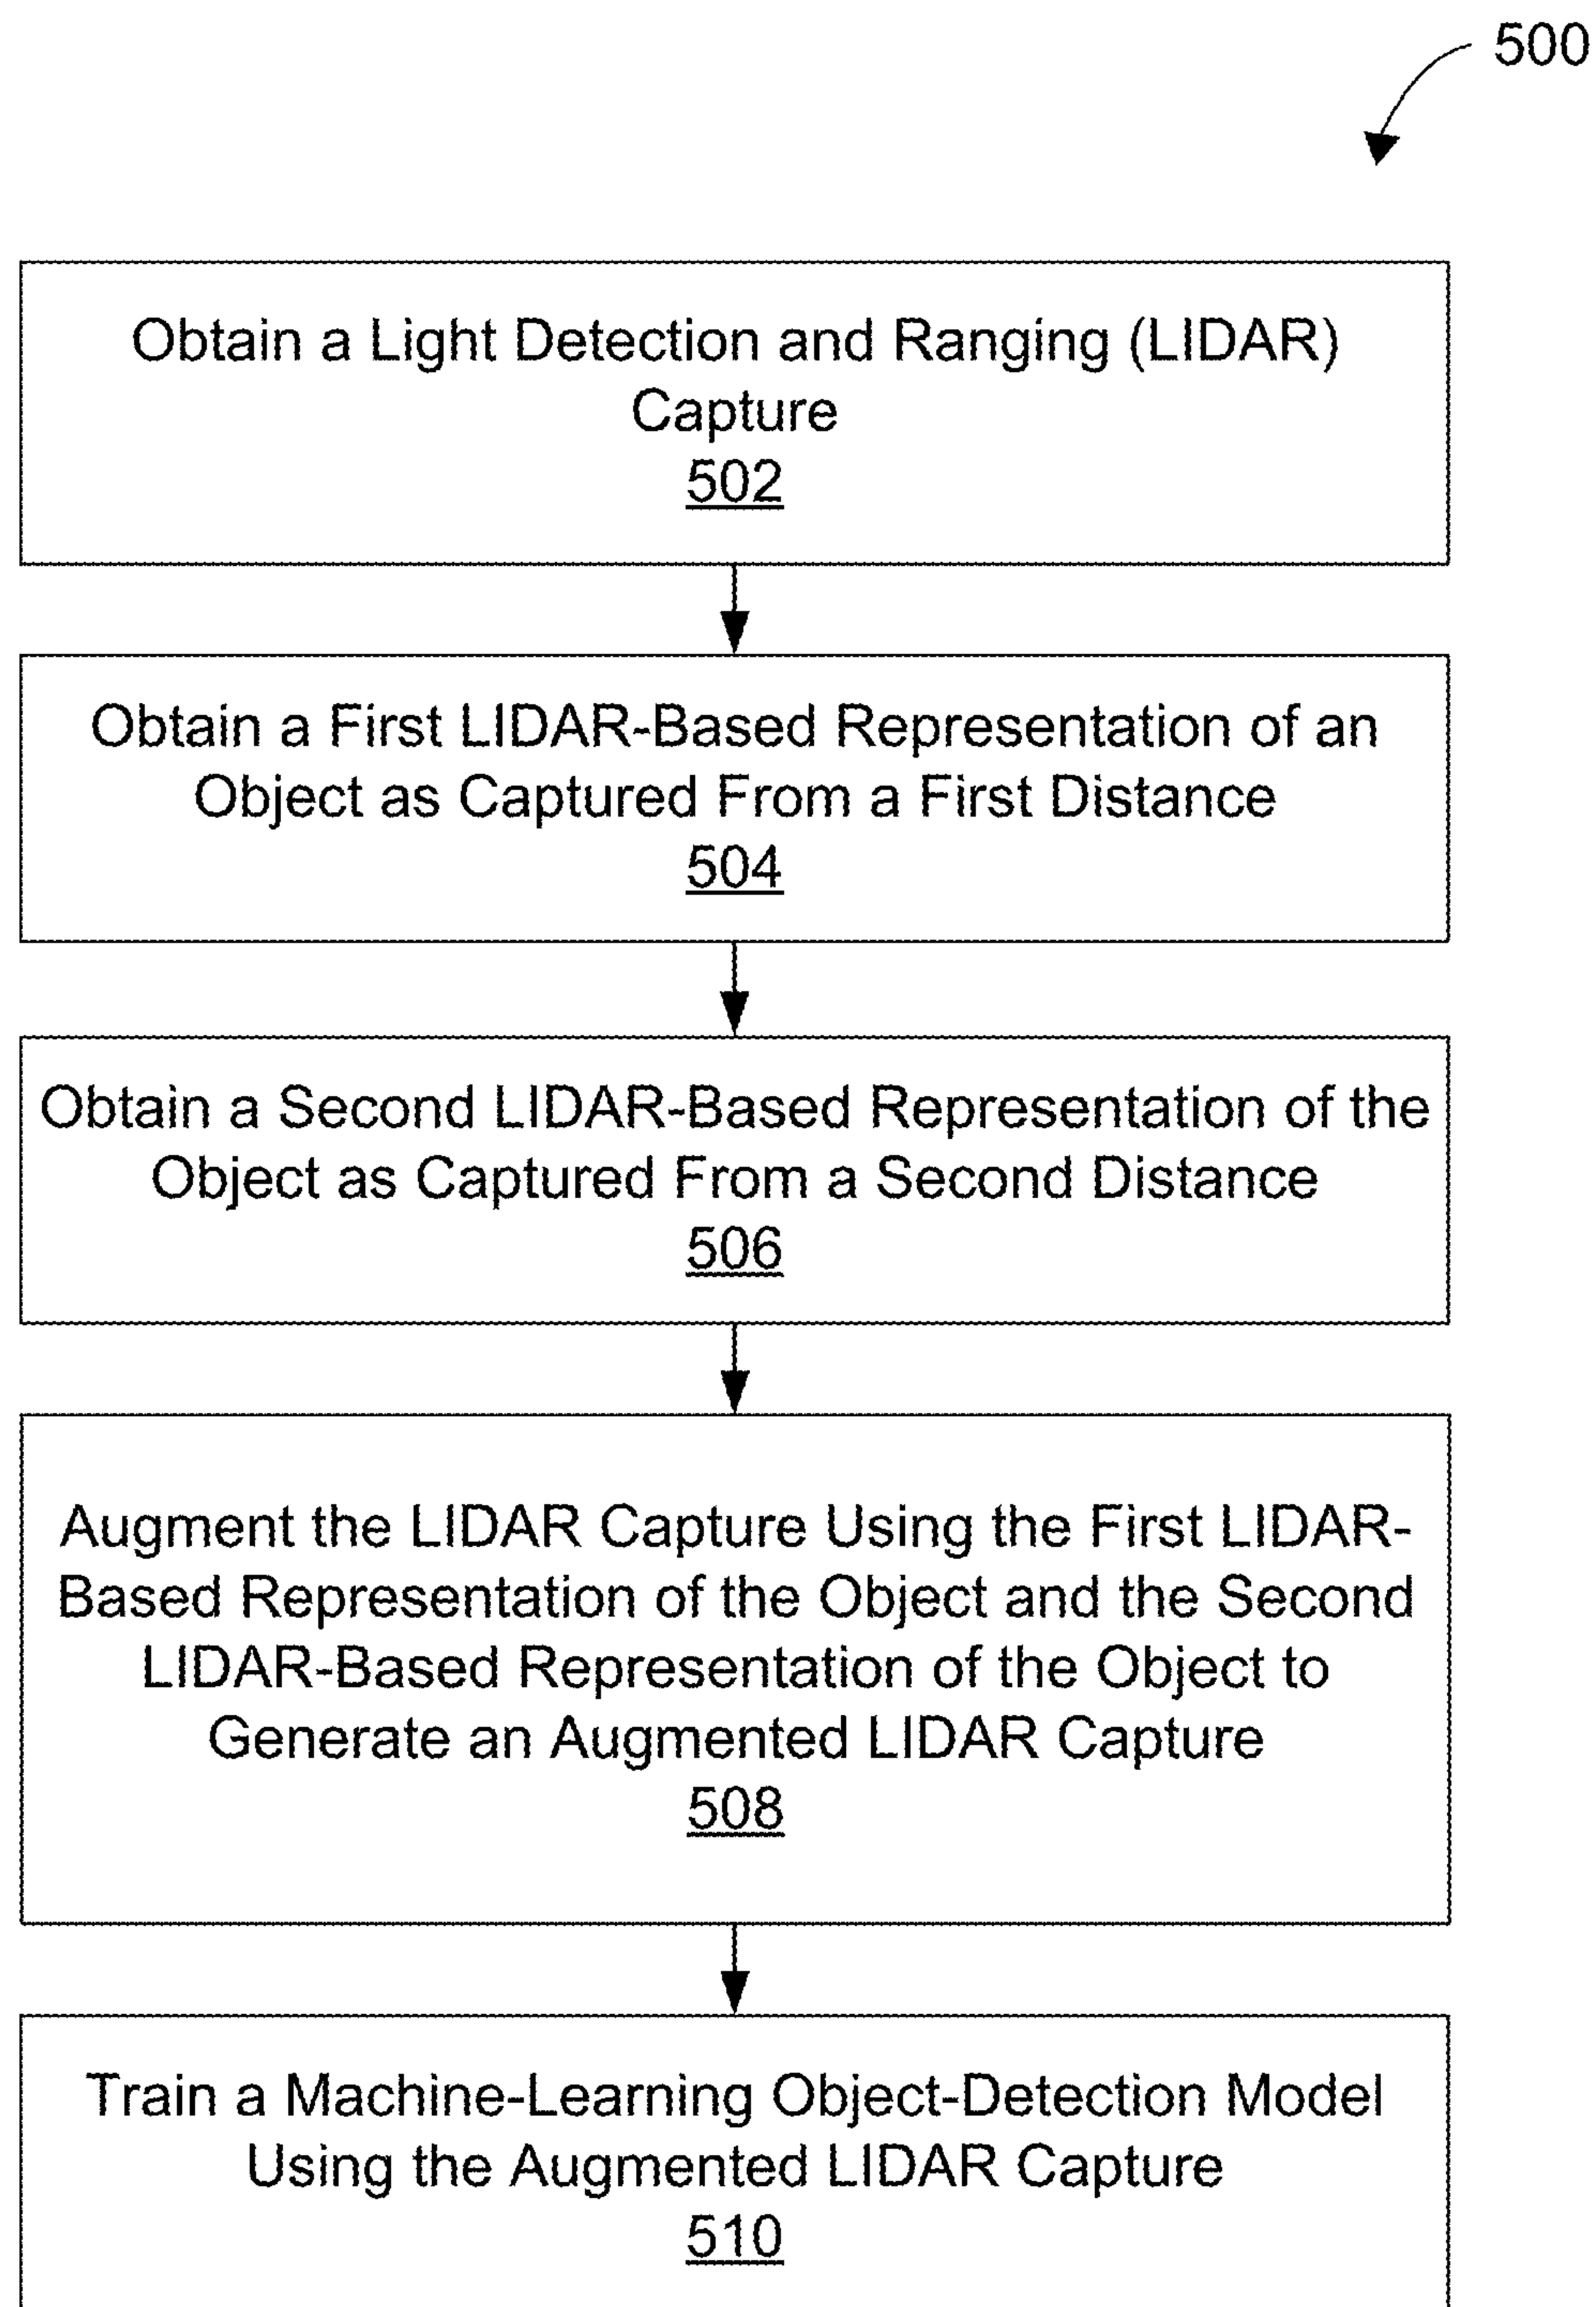 500
Obtain a Light Detection and Ranging (LIDAR)
Capture
502
Obtain a First LIDAR-Based Representation of an
Object as Captured From a First Distance
504
Obtain a Second LIDAR-Based Representation of the
Object as Captured From a Second Distance
506
Augment the LIDAR Capture Using the First LIDAR-
Based Representation of the Object and the Second
LIDAR-Based Representation of the Object to
Generate an Augmented LIDAR Capture
508
Train a Machine-Learning Object-Detection Model
Using the Augmented LIDAR Capture
510